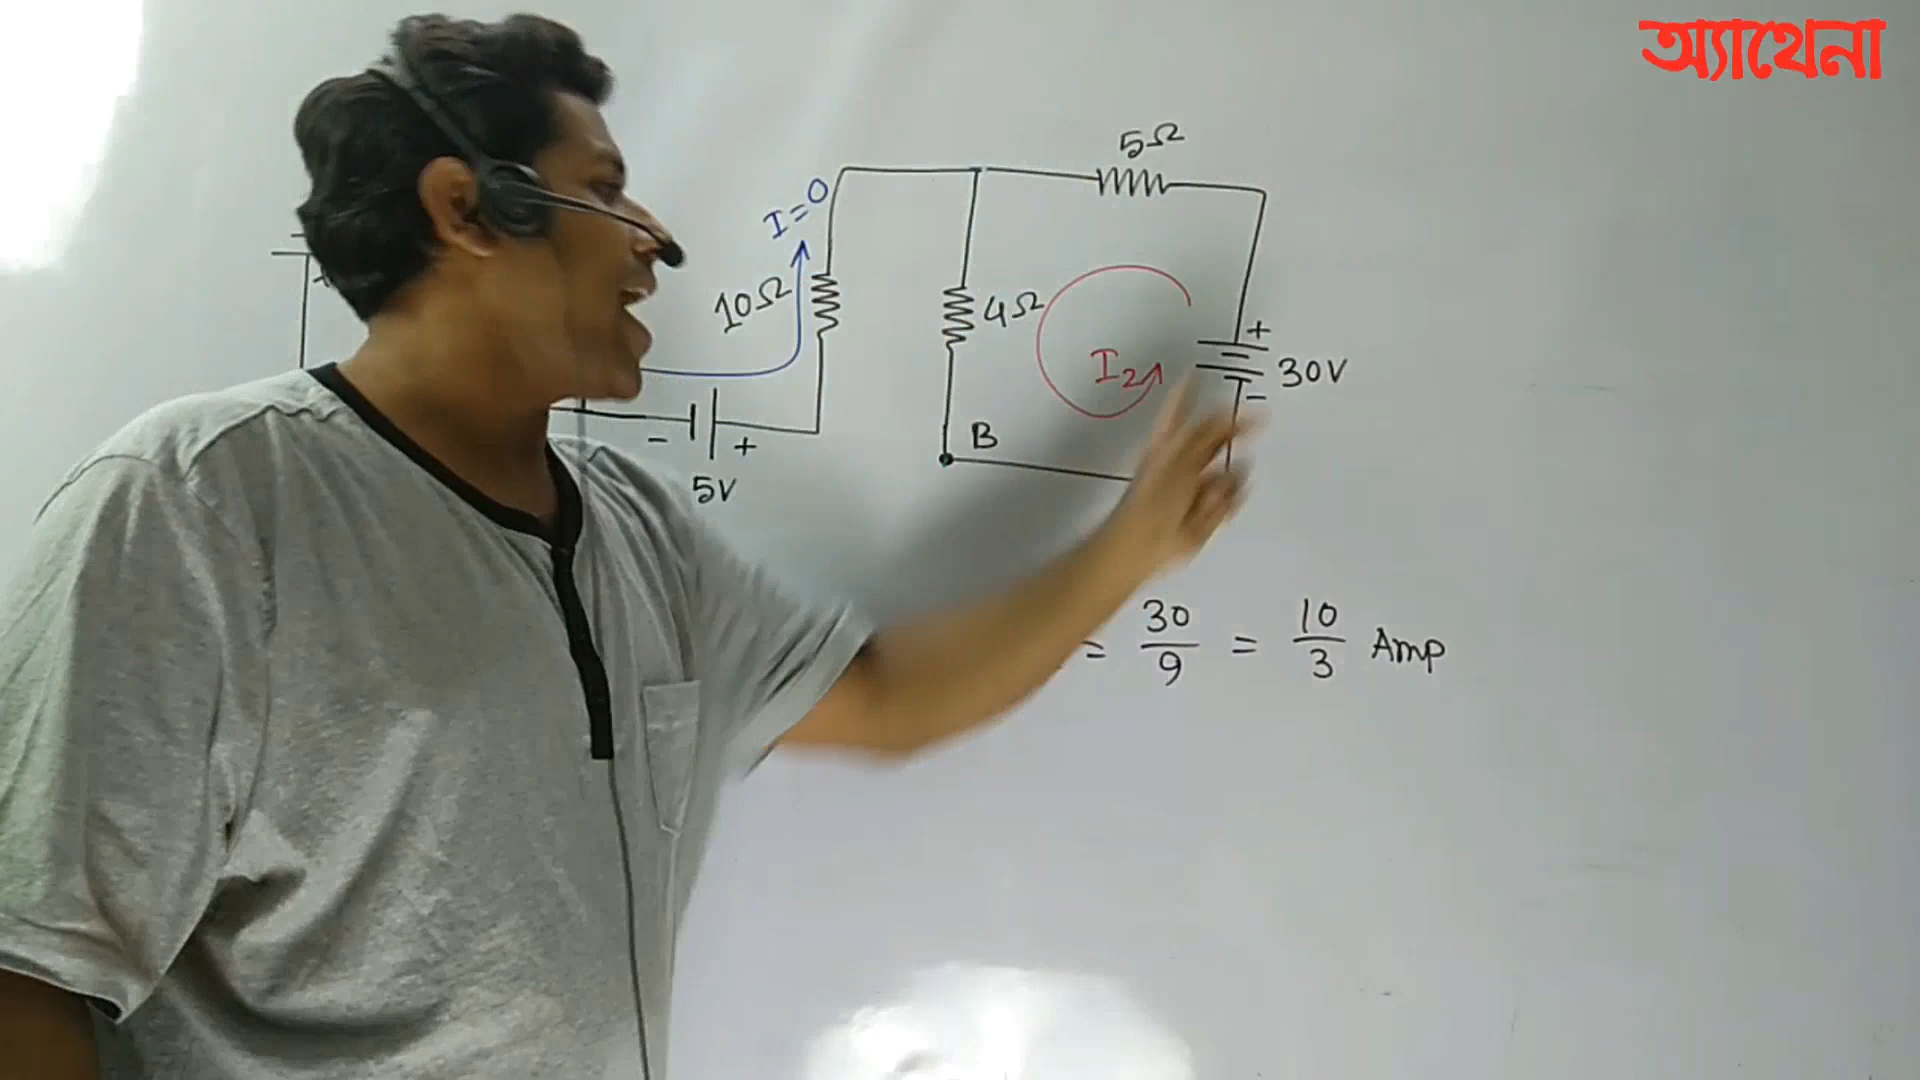 অ্যাথেনা
5Ω
I=0
10Ω
4Ω
+
I₂
30V
-
B
- +
5V
= 30/9 = 10/3 Amp